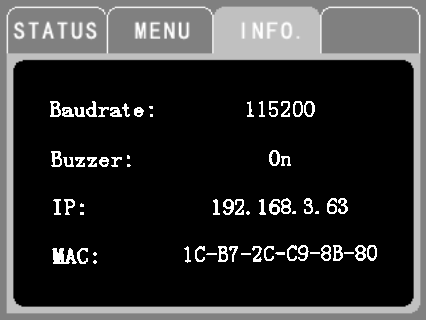 STATUS MENU INFO.
Baudrate: 115200
Buzzer: On
IP: 192.168.3.63
MAC: 1C-B7-2C-C9-8B-80